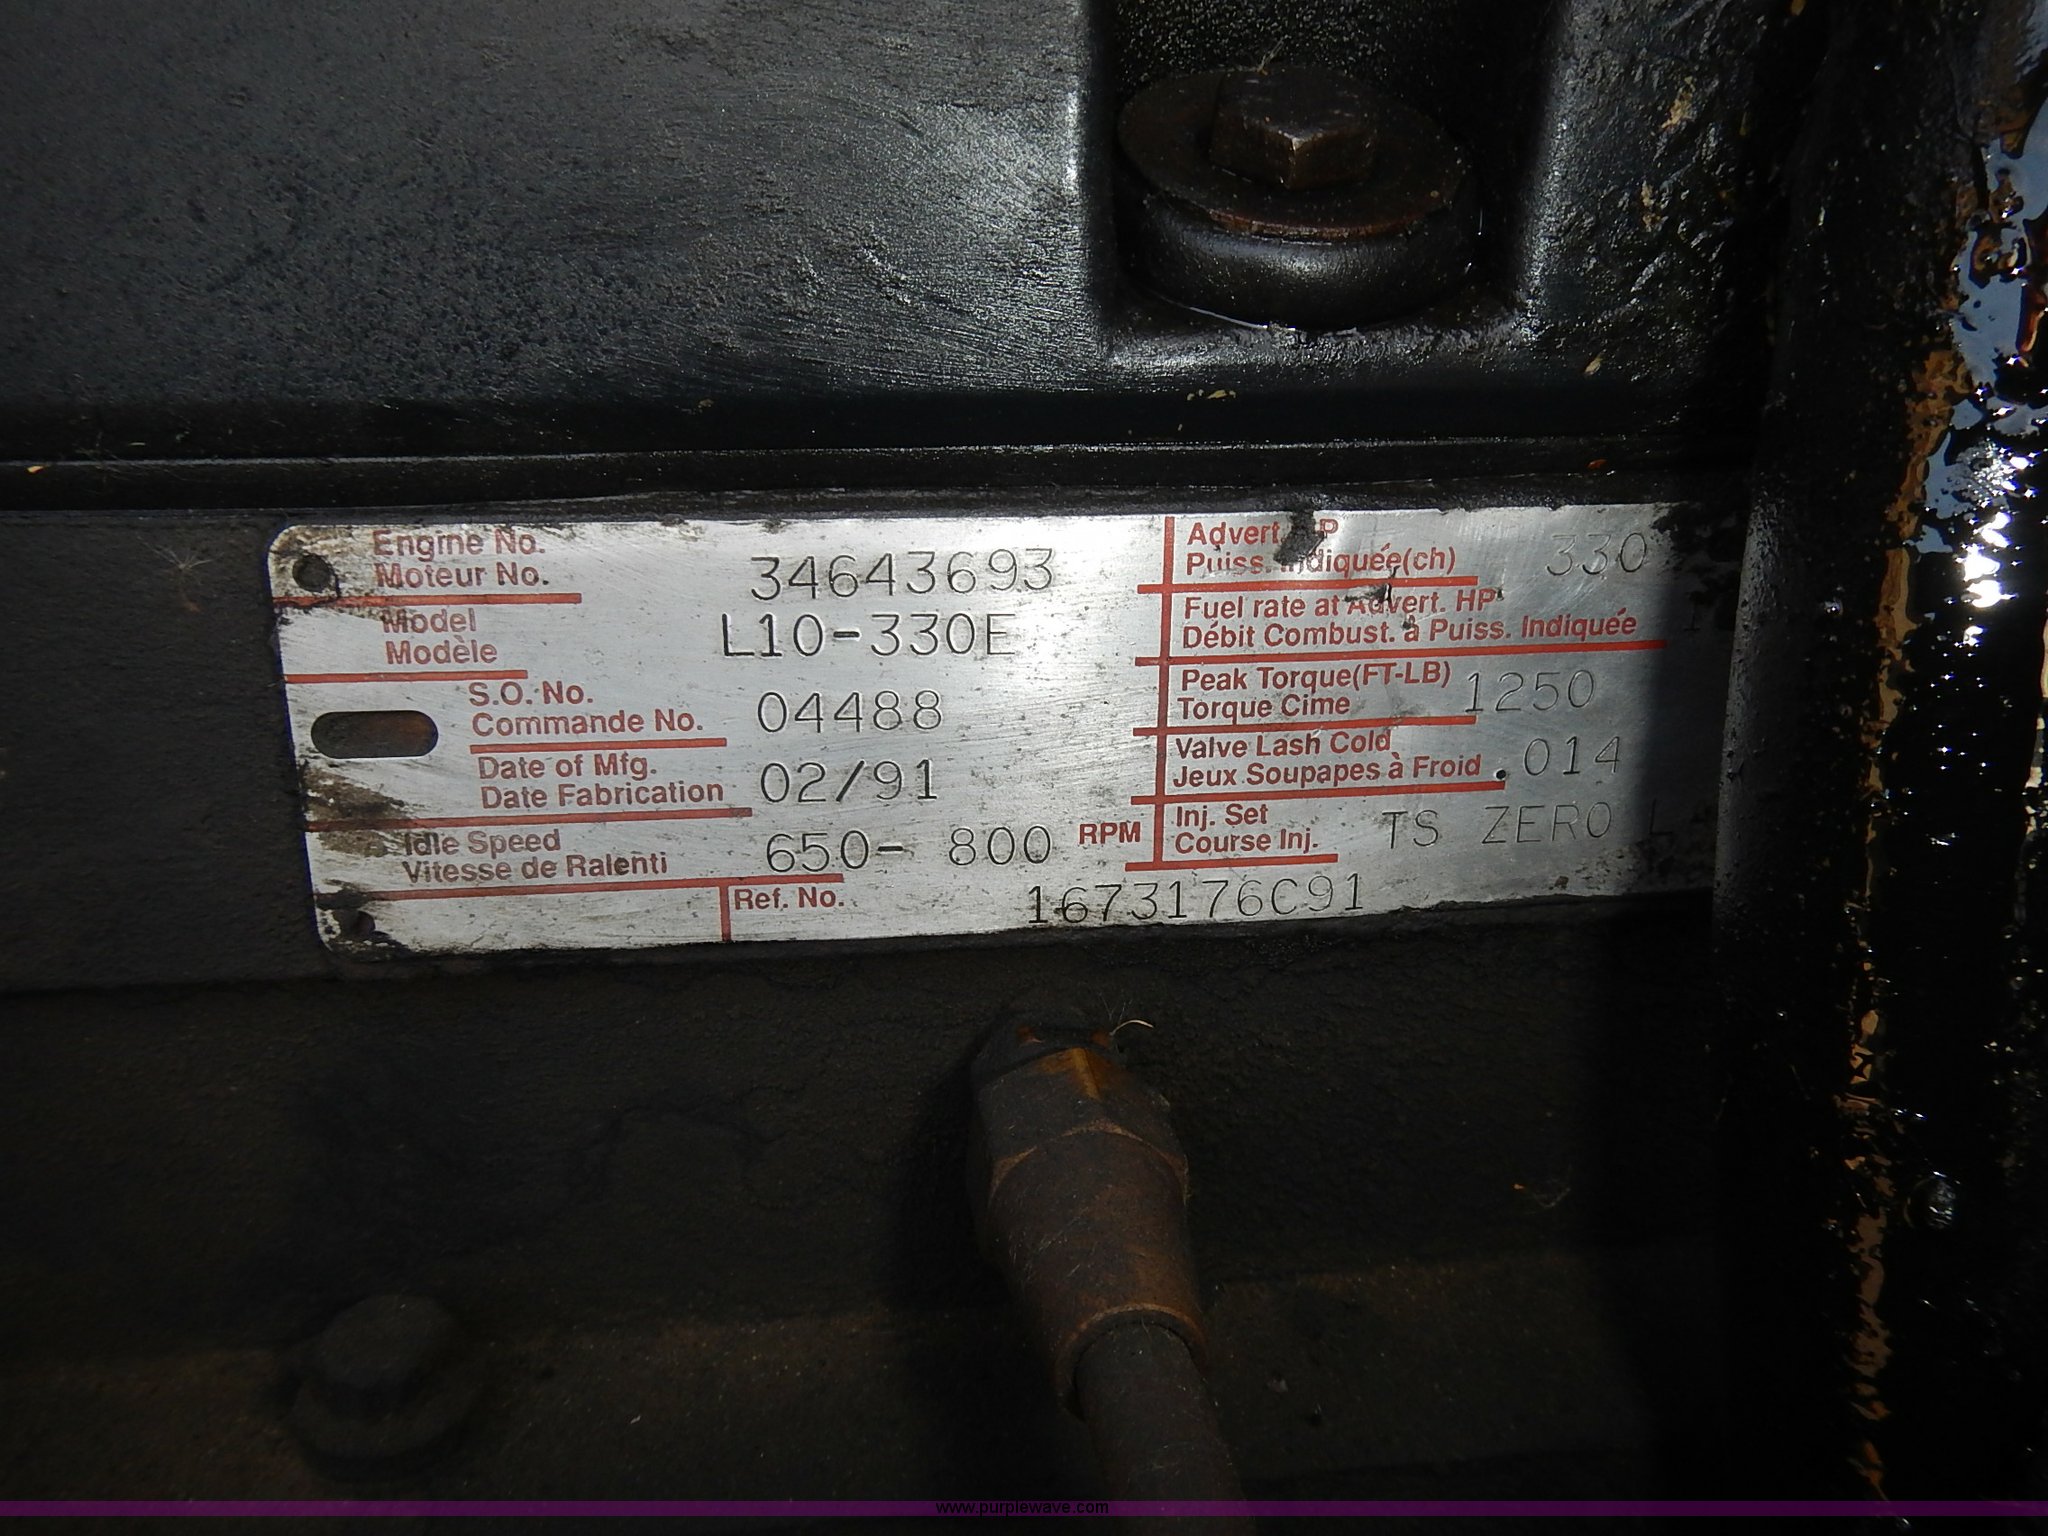 Engine No.
Moteur No.
34643693
Model
Modèle
L10-330E
S.O. No.
Commande No.
04488
Date of Mfg.
Date Fabrication
02/91
Idle Speed
Vitesse de Ralenti
650- 800 RPM
Advert. HP
Puiss. Indiquée(ch)
330
Fuel rate at Advert. HP
Débit Combust. à Puiss. Indiquée
Peak Torque(FT-LB)
Torque Cime
1250
Valve Lash Cold
Jeux Soupapes à Froid
.014
Inj. Set
Course Inj.
TS ZERO L
Ref. No.
1673176C91
www.purplewave.com